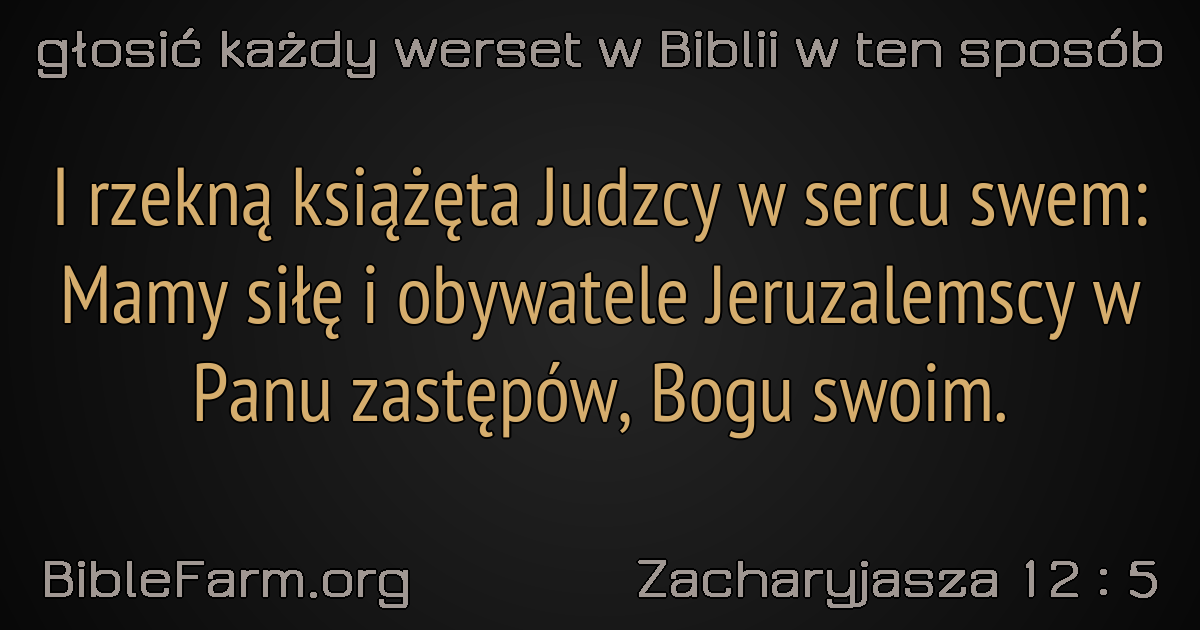 głosić każdy werset w Biblii w ten sposób
I rzekną książęta Judzcy w sercu swem:
Mamy siłę i obywatele Jeruzalemscy w
Panu zastępów, Bogu swoim.
BibleFarm.org
Zacharyjasza 12 : 5